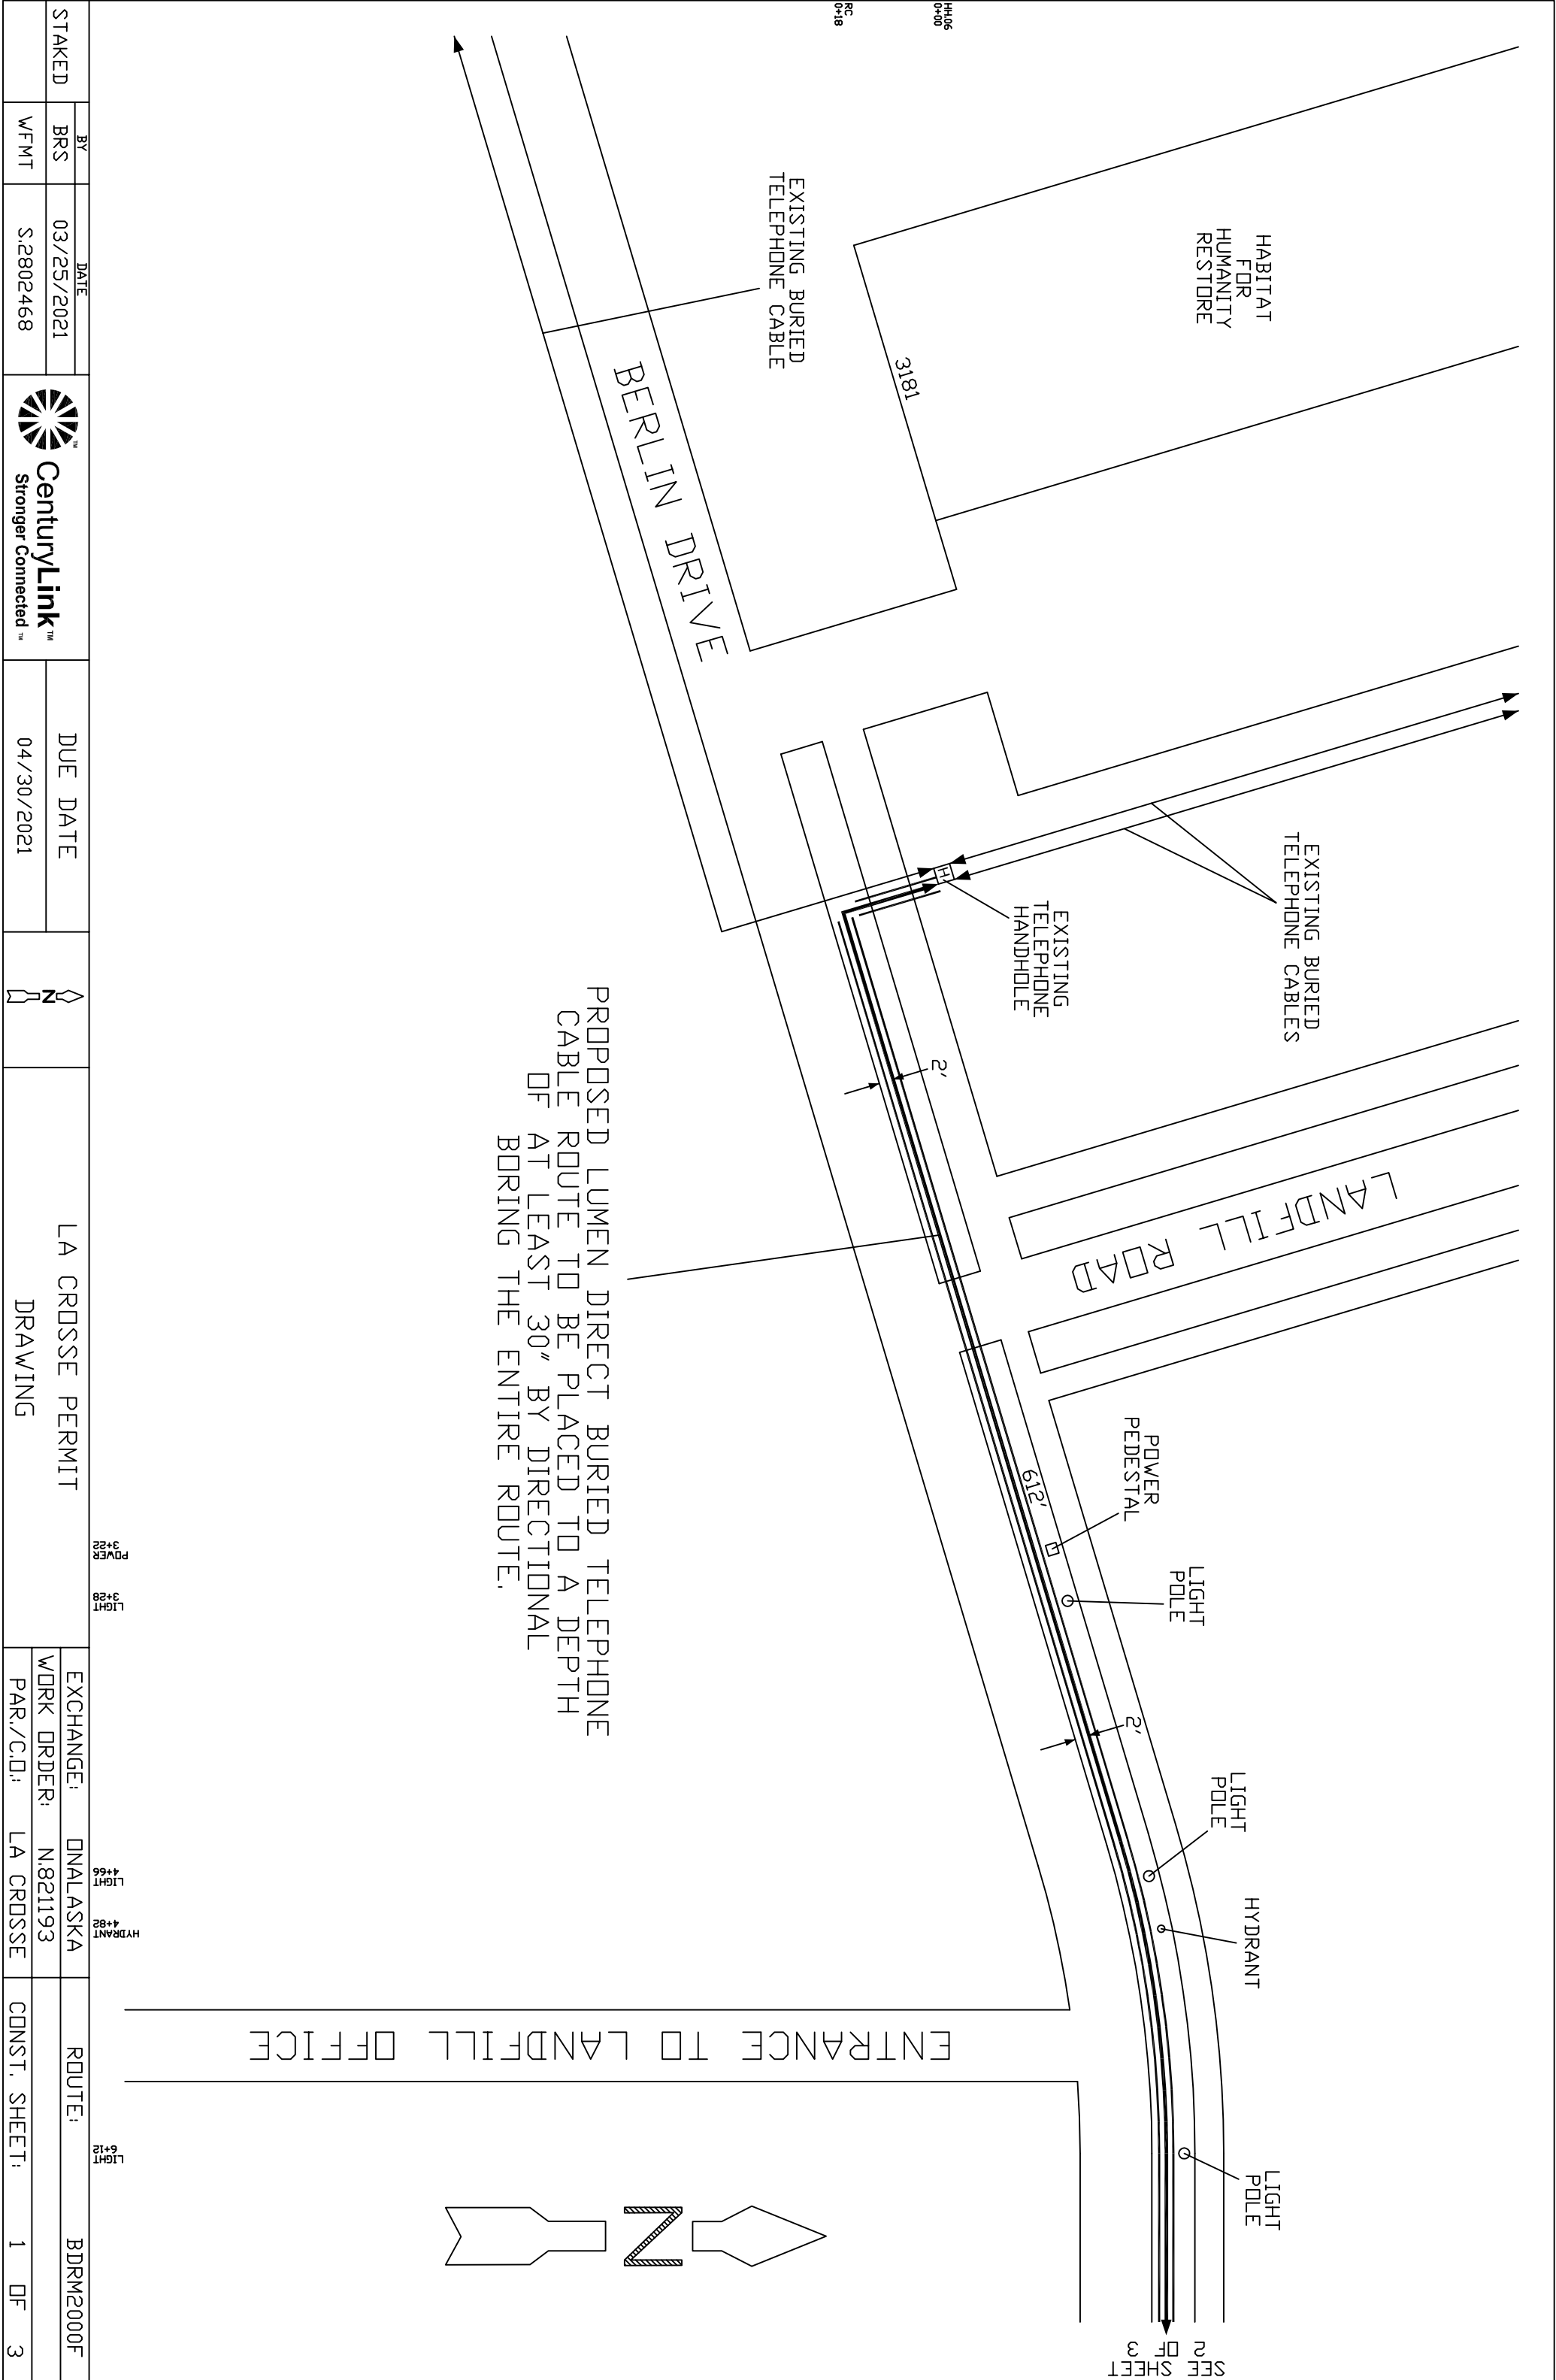 HH.06
0+00
RC
0+18
HABITAT
FOR
HUMANITY
RESTORE
3181
EXISTING BURIED
TELEPHONE CABLE
BERLIN DRIVE
EXISTING BURIED
TELEPHONE CABLES
H
EXISTING
TELEPHONE
HANDHOLE
2'
LANDFILL ROAD
PROPOSED LUMEN DIRECT BURIED TELEPHONE
CABLE ROUTE TO BE PLACED TO A DEPTH
OF AT LEAST 30" BY DIRECTIONAL
BORING THE ENTIRE ROUTE.
612'
POWER
PEDESTAL
LIGHT
POLE
2'
LIGHT
POLE
HYDRANT
LIGHT
POLE
ENTRANCE TO LANDFILL OFFICE
N
SEE SHEET
2 OF 3
POWER
3+22
LIGHT
3+28
LIGHT
4+66
HYDRANT
4+82
LIGHT
6+12
BY
DATE
STAKED
BRS
03/25/2021
WFMT
S.2802468
CenturyLink™
Stronger Connected™
DUE DATE
04/30/2021
N
LA CROSSE PERMIT
DRAWING
EXCHANGE: ONALASKA
WORK ORDER: N.821193
PAR./C.O.: LA CROSSE
ROUTE: BDRM2000F
CONST. SHEET: 1 OF 3